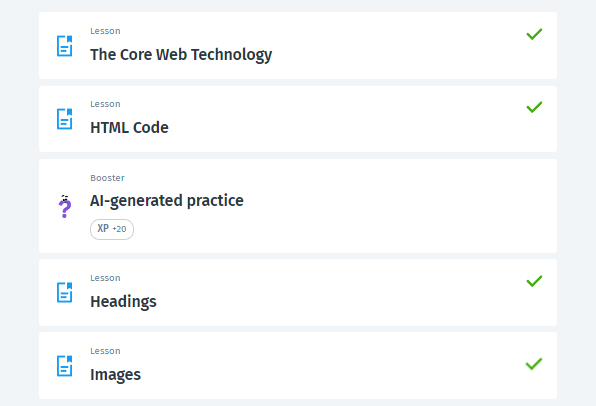 Lesson
The Core Web Technology
Lesson
HTML Code
Booster
AI-generated practice
XP +20
Lesson
Headings
Lesson
Images